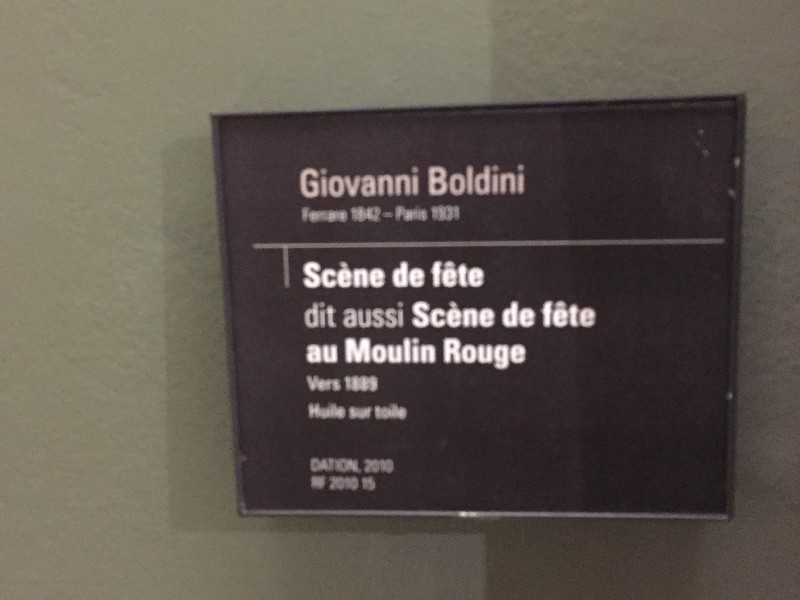 Giovanni Boldini
Ferrare 1842 – Paris 1931
Scène de fête
dit aussi Scène de fête
au Moulin Rouge
Vers 1889
Huile sur toile
DATION, 2010
RF 2010 15